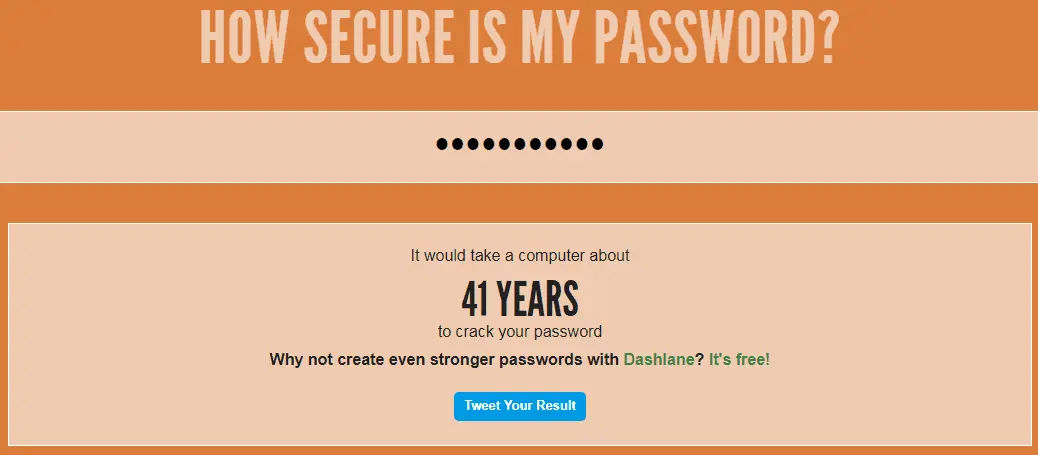 HOW SECURE IS MY PASSWORD?
•••••••••••
It would take a computer about
41 YEARS
to crack your password
Why not create even stronger passwords with Dashlane? It's free!
Tweet Your Result